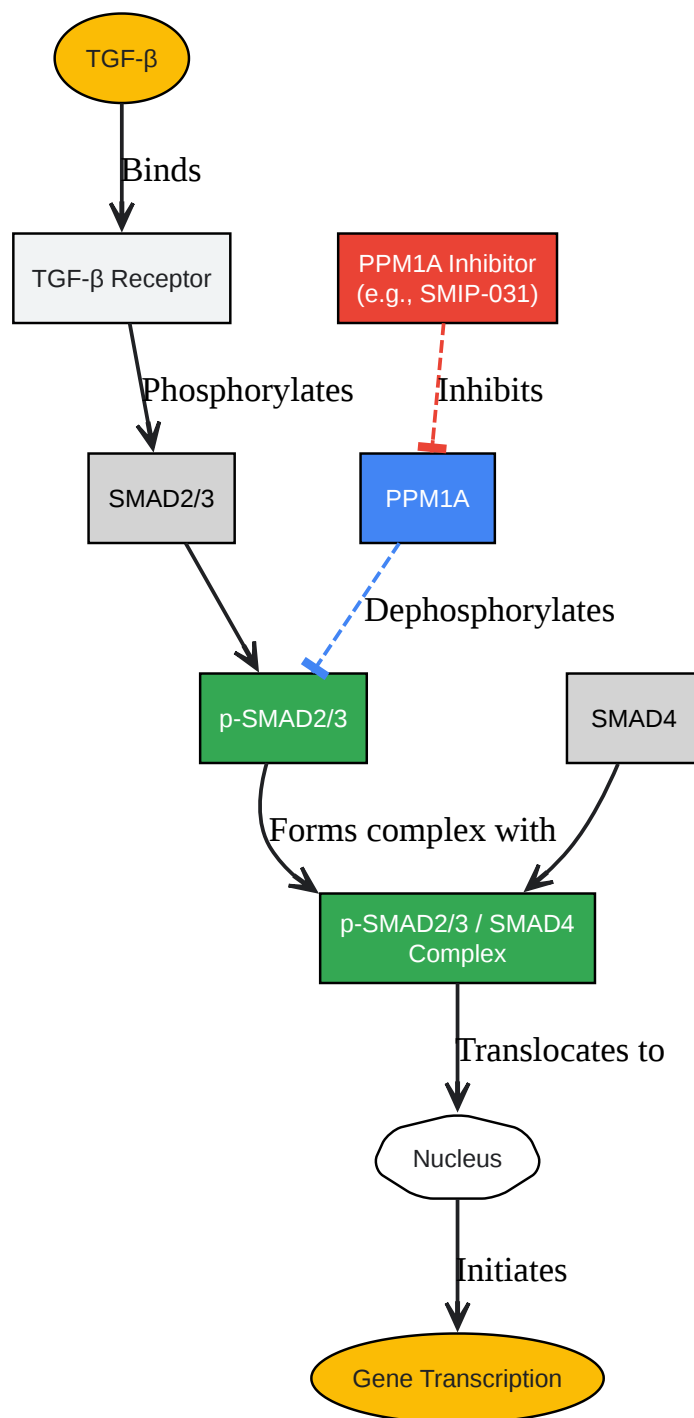 TGF-β
Binds
TGF-β Receptor
PPM1A Inhibitor
(e.g., SMIP-031)
Phosphorylates
Inhibits
SMAD2/3
PPM1A
Dephosphorylates
p-SMAD2/3
SMAD4
Forms complex with
p-SMAD2/3 / SMAD4
Complex
Translocates to
Nucleus
Initiates
Gene Transcription